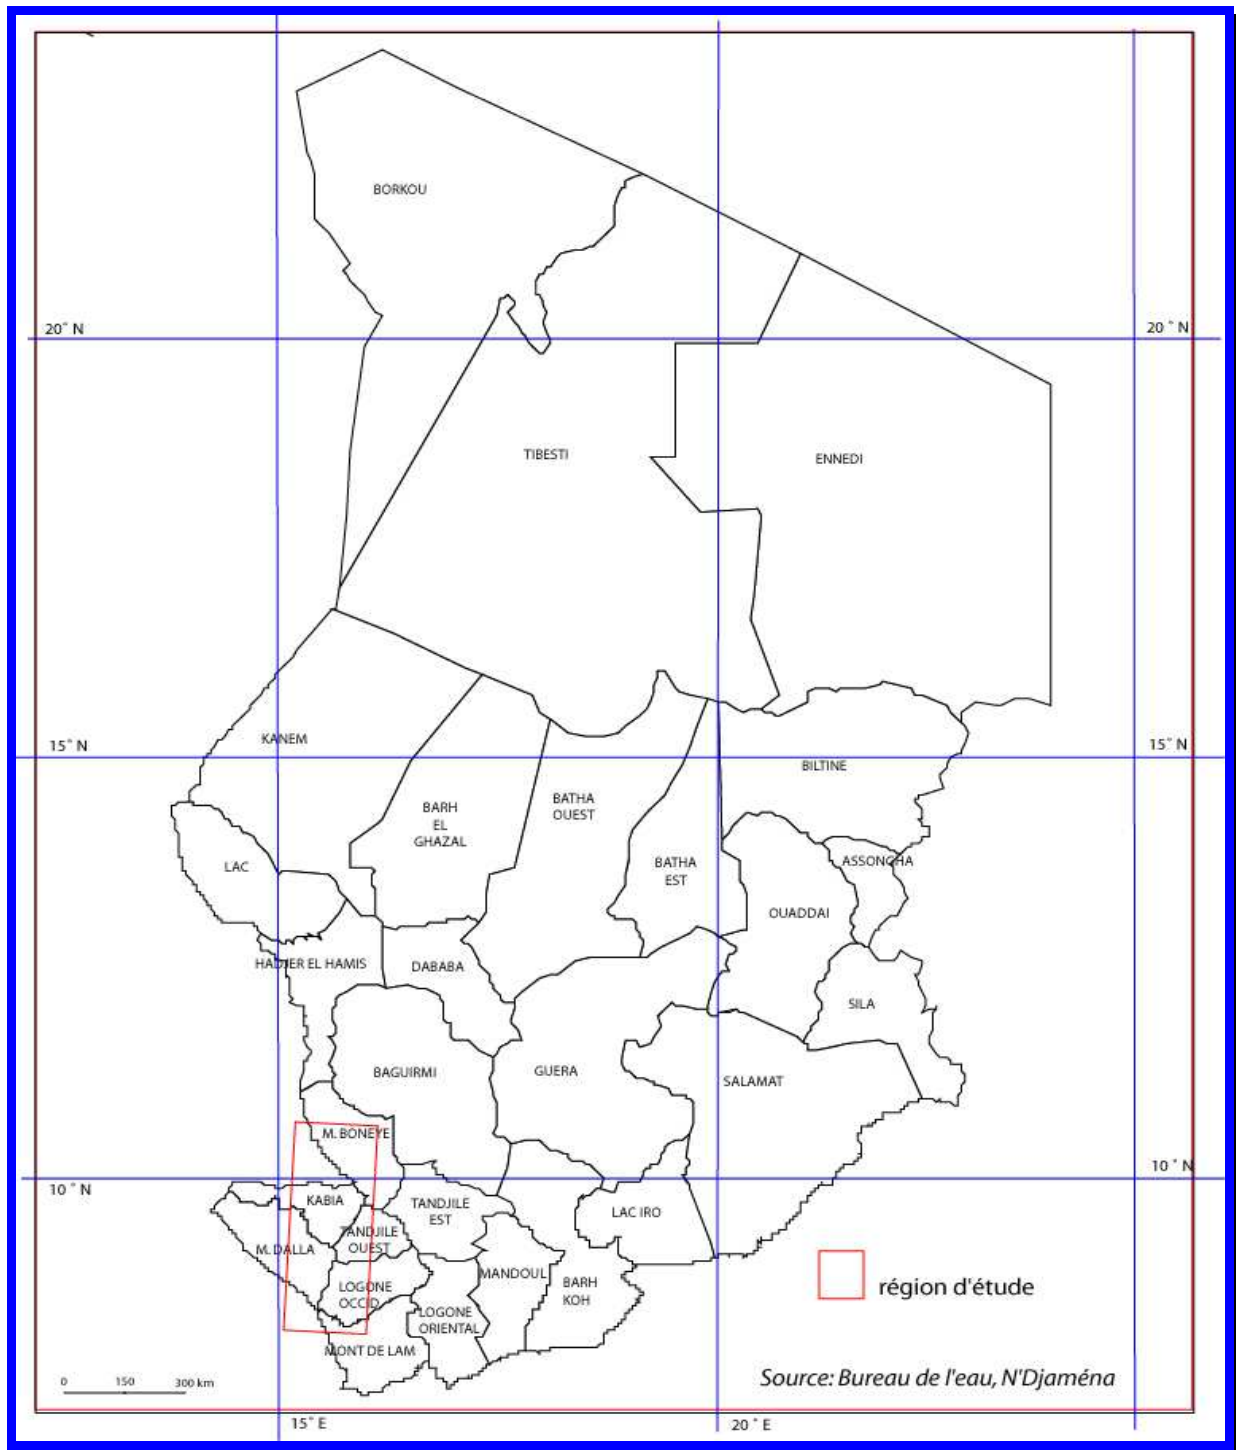 BORKOU
20° N
20° N
TIBESTI
ENNEDI
KANEM
15° N
15° N
BILTINE
BARH
EL
GHAZAL
BATHA
OUEST
LAC
BATHA
EST
ASSONGHA
OUADDAI
HADJER EL HAMIS
DABABA
SILA
BAGUIRMI
GUERA
SALAMAT
M. BONEYE
10° N
10° N
KABIA
TANDJILE
EST
LAC IRO
TANDJILE
OUEST
M. DALLA
MANDOUL
BARH
KOH
LOGONE
OCCID
LOGONE
ORIENTAL
MONT DE LAM
région d'étude
Source: Bureau de l'eau, N'Djaména
0 150 300 km
15° E
20° E